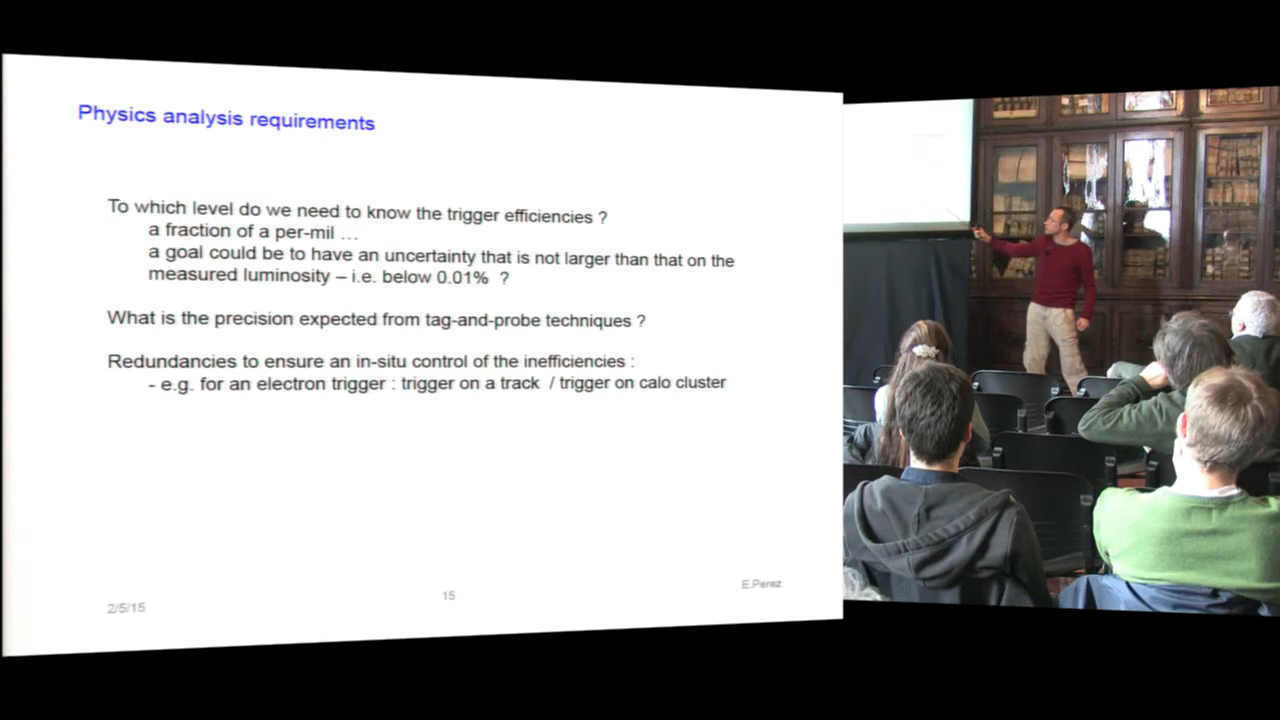 Physics analysis requirements
To which level do we need to know the trigger efficiencies ?
a fraction of a per-mil …
a goal could be to have an uncertainty that is not larger than that on the
measured luminosity – i.e. below 0.01% ?
What is the precision expected from tag-and-probe techniques ?
Redundancies to ensure an in-situ control of the inefficiencies :
- e.g. for an electron trigger : trigger on a track / trigger on calo cluster
2/5/15
15
E.Perez